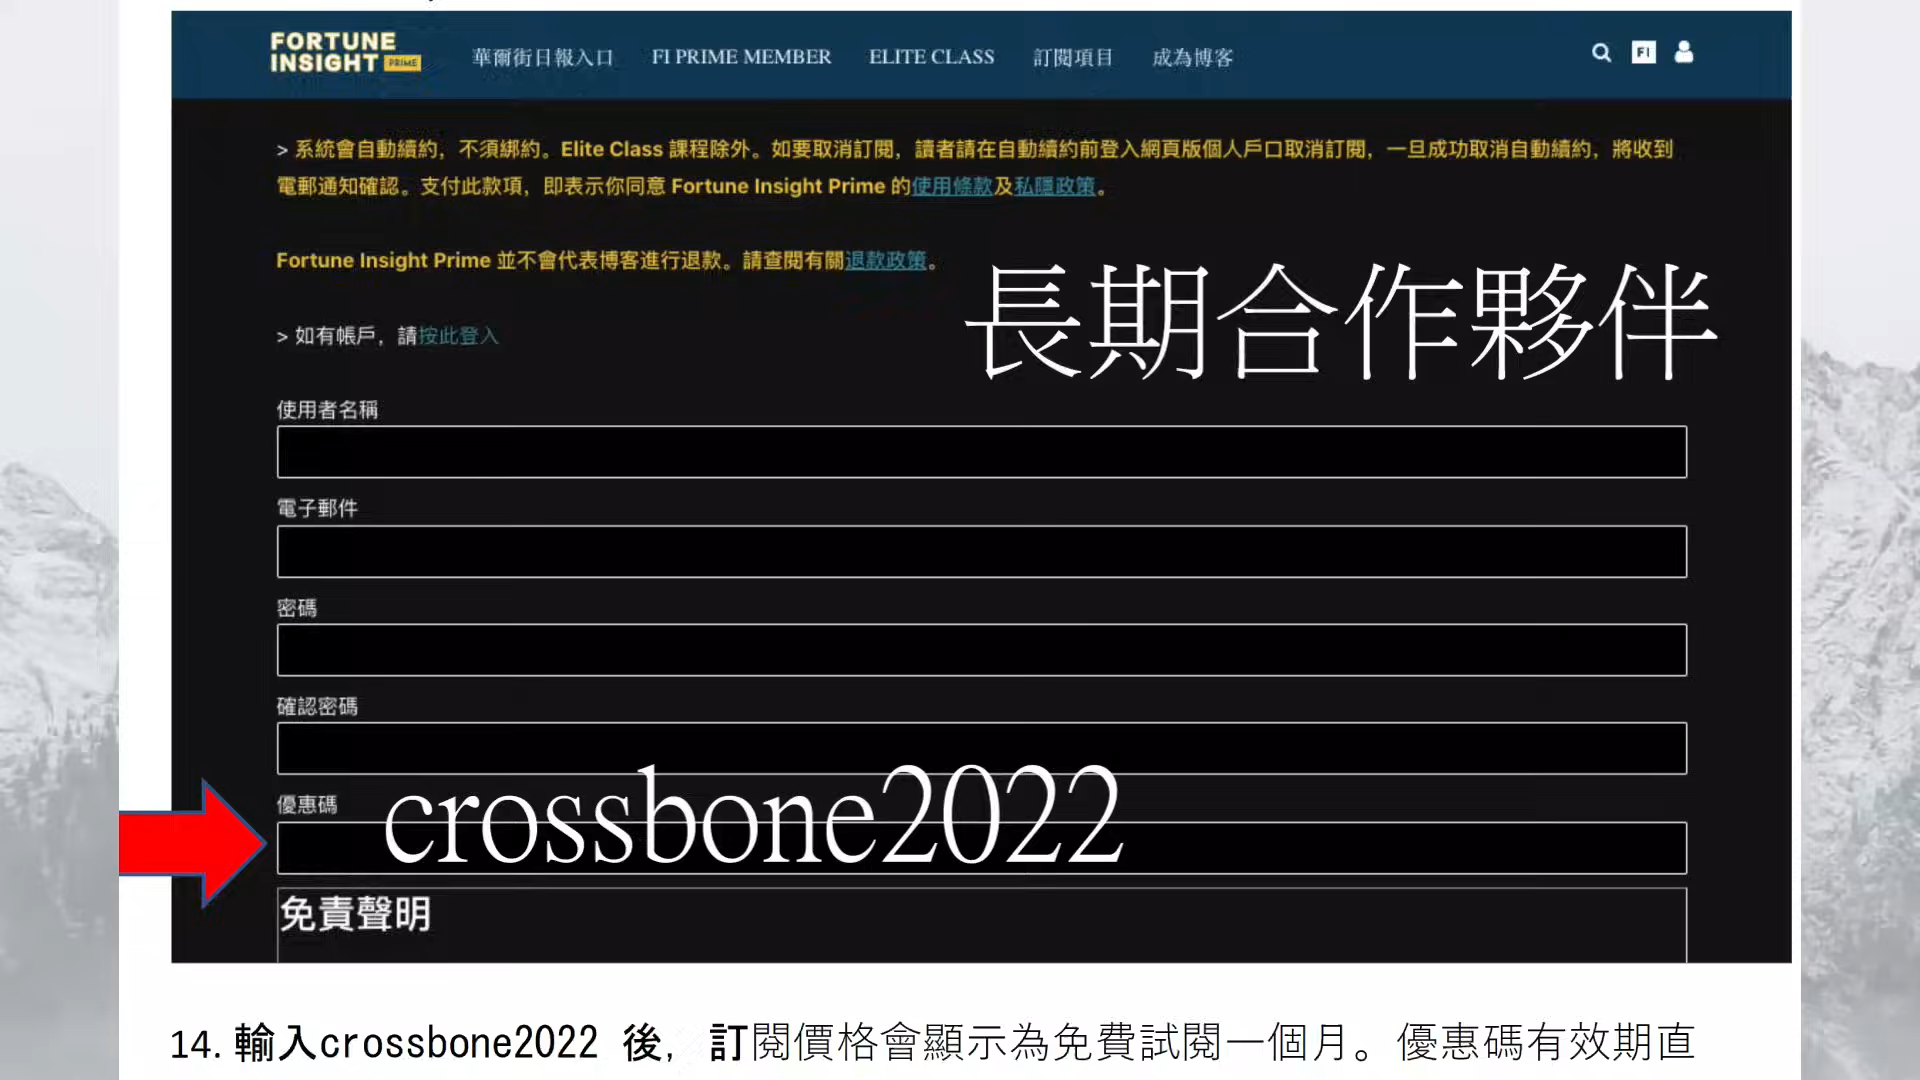 FORTUNE
INSIGHT PRIME
華爾街日報入口 FI PRIME MEMBER ELITE CLASS 訂閱項目 成為博客
FI
> 系統會自動續約，不須綁約。Elite Class 課程除外。如要取消訂閱，讀者請在自動續約前登入網頁版個人戶口取消訂閱，一旦成功取消自動續約，將收到
電郵通知確認。支付此款項，即表示你同意 Fortune Insight Prime 的使用條款及私隱政策。
Fortune Insight Prime 並不會代表博客進行退款。請查閱有關退款政策。
長期合作夥伴
> 如有帳戶，請按此登入
使用者名稱
電子郵件
密碼
確認密碼
優惠碼
crossbone2022
免責聲明
14. 輸入crossbone2022 後，訂閱價格會顯示為免費試閱一個月。優惠碼有效期直